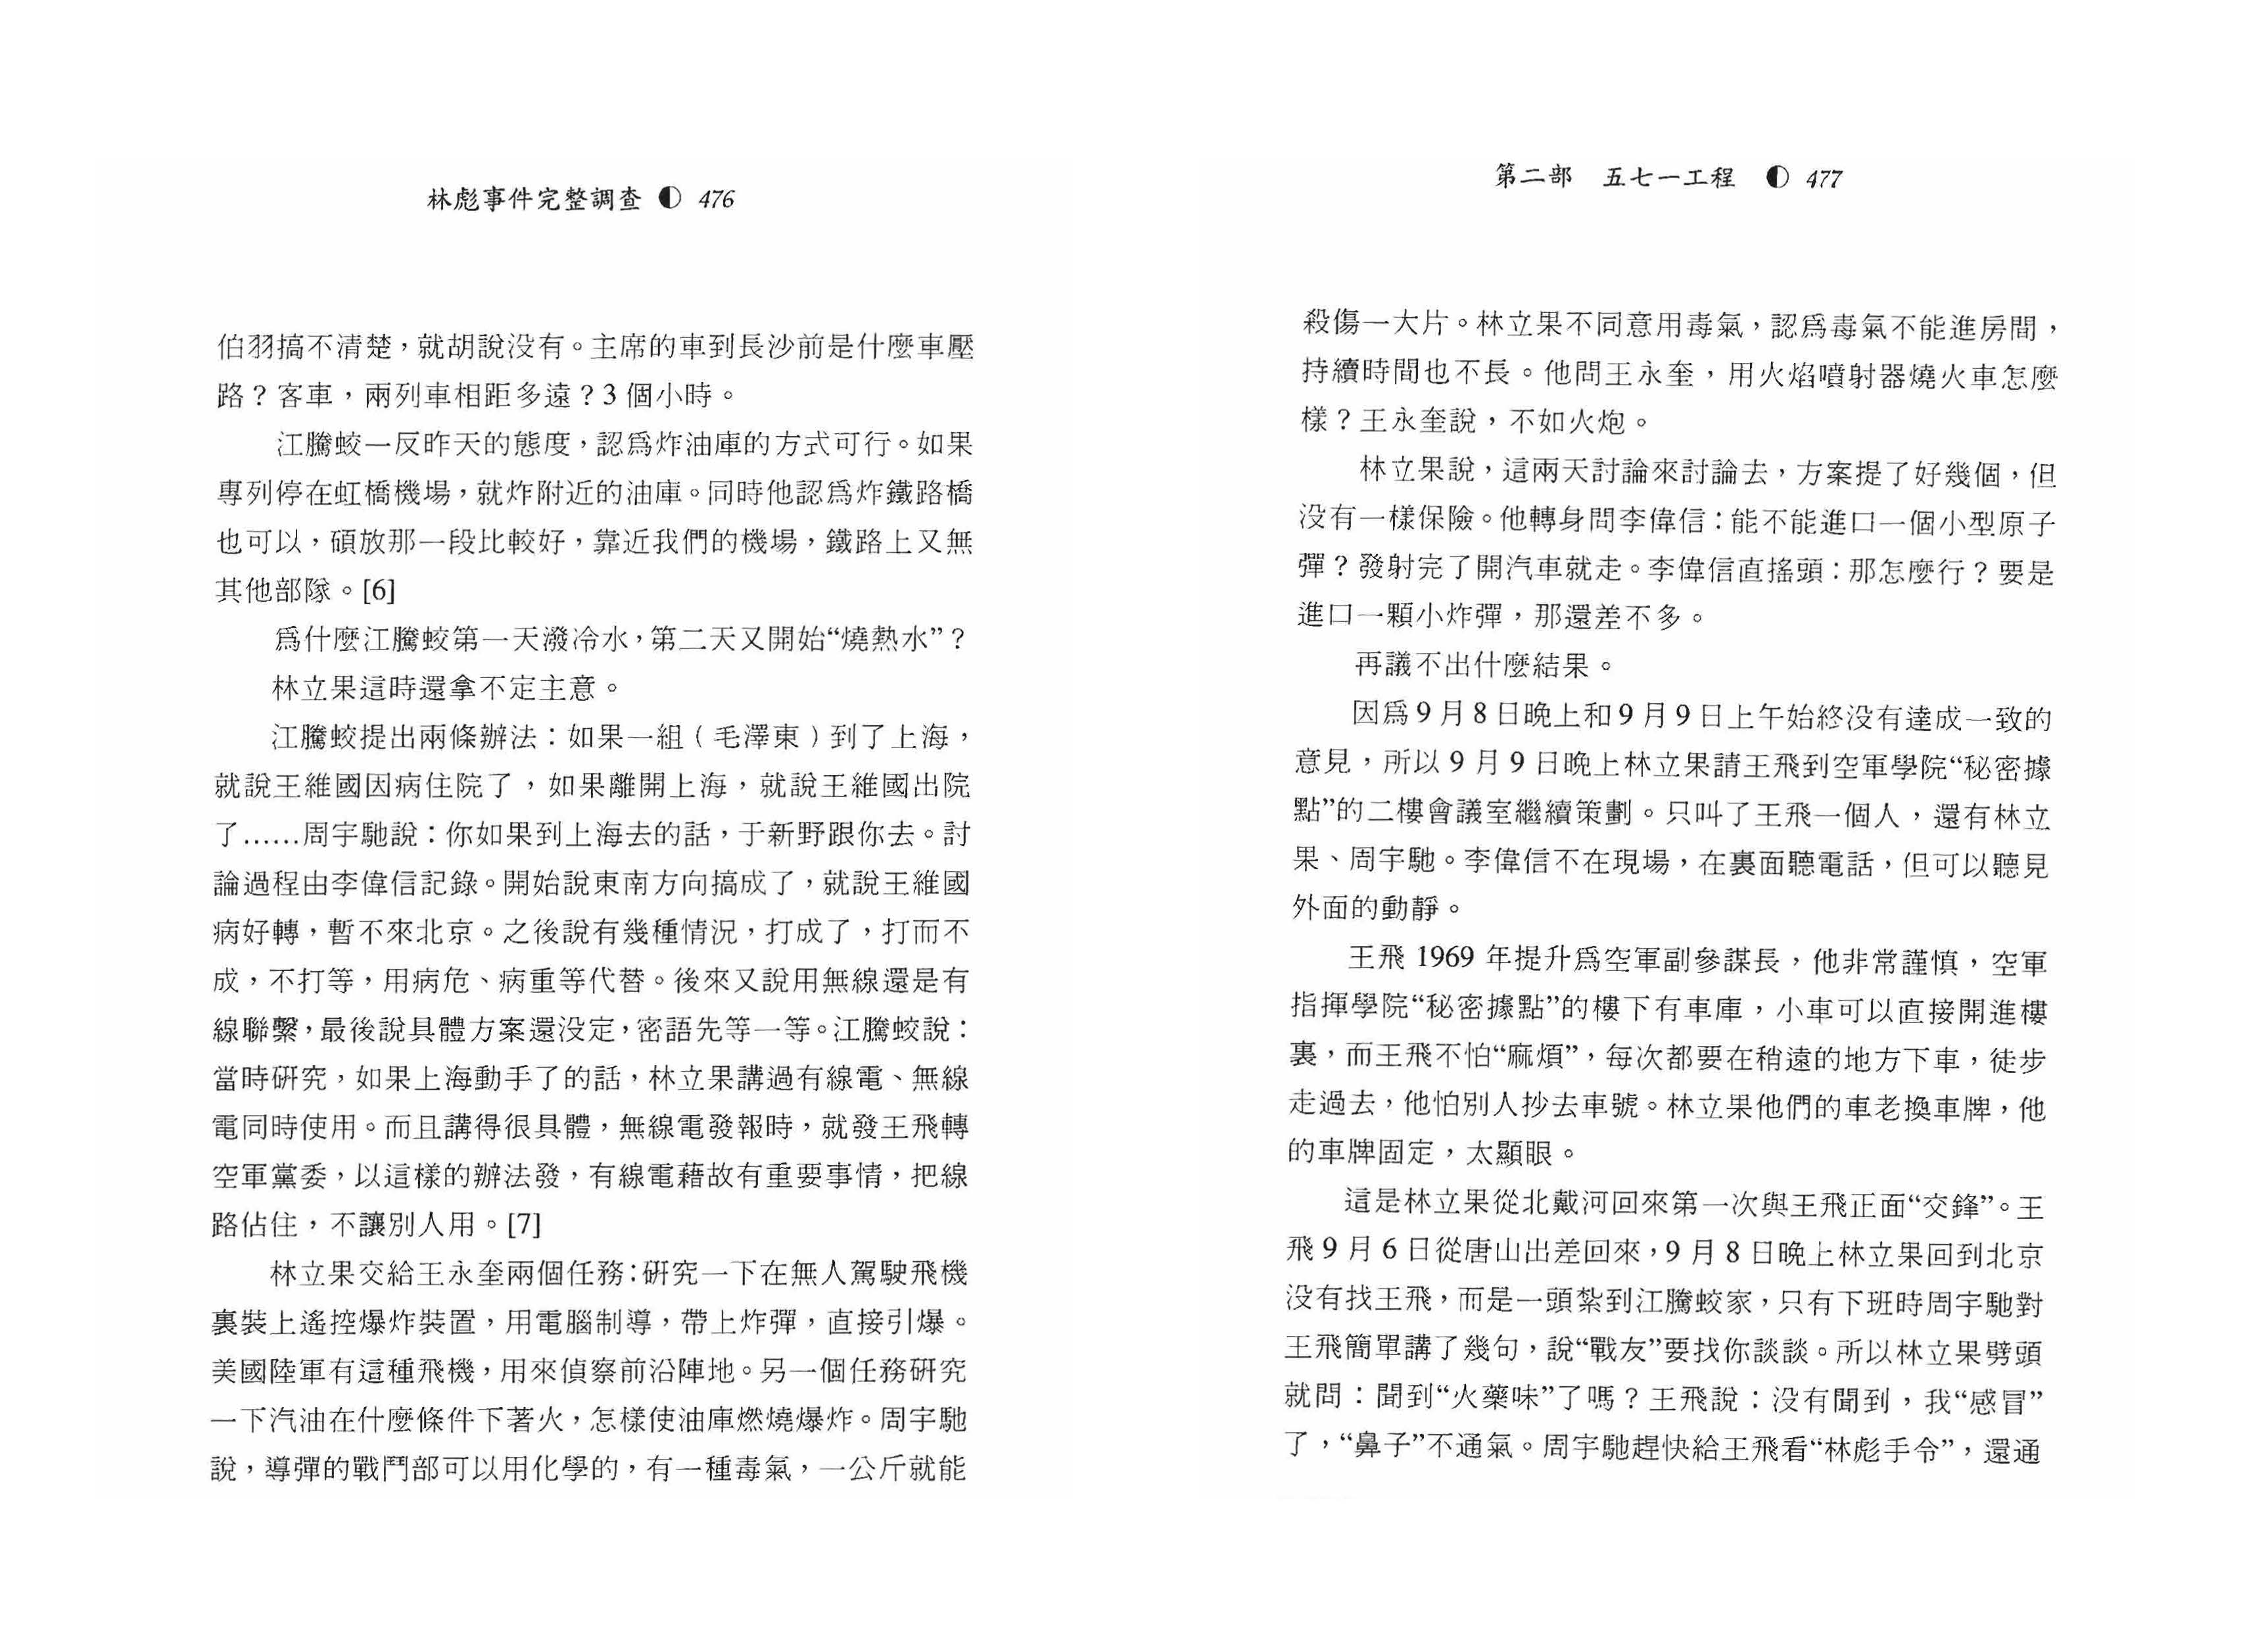 林彪事件完整調查 ◐ 476
伯羽搞不清楚，就胡說没有。主席的車到長沙前是什麼車壓
路？客車，兩列車相距多遠？3 個小時。
江騰蛟一反昨天的態度，認爲炸油庫的方式可行。如果
專列停在虹橋機場，就炸附近的油庫。同時他認爲炸鐵路橋
也可以，碩放那一段比較好，靠近我們的機場，鐵路上又無
其他部隊。[6]
爲什麼江騰蛟第一天潑冷水，第二天又開始“燒熱水”？
林立果這時還拿不定主意。
江騰蛟提出兩條辦法：如果一組（毛澤東）到了上海，
就說王維國因病住院了，如果離開上海，就說王維國出院
了……周宇馳說：你如果到上海去的話，于新野跟你去。討
論過程由李偉信記錄。開始說東南方向搞成了，就說王維國
病好轉，暫不來北京。之後說有幾種情況，打成了，打而不
成，不打等，用病危、病重等代替。後來又說用無線還是有
線聯繫，最後說具體方案還没定，密語先等一等。江騰蛟說：
當時研究，如果上海動手了的話，林立果講過有線電、無線
電同時使用。而且講得很具體，無線電發報時，就發王飛轉
空軍黨委，以這樣的辦法發，有線電藉故有重要事情，把線
路佔住，不讓別人用。[7]
林立果交給王永奎兩個任務：研究一下在無人駕駛飛機
裏裝上遙控爆炸裝置，用電腦制導，帶上炸彈，直接引爆。
美國陸軍有這種飛機，用來偵察前沿陣地。另一個任務研究
一下汽油在什麼條件下著火，怎樣使油庫燃燒爆炸。周宇馳
說，導彈的戰鬥部可以用化學的，有一種毒氣，一公斤就能
第二部 五七一工程 ◐ 477
殺傷一大片。林立果不同意用毒氣，認爲毒氣不能進房間，
持續時間也不長。他問王永奎，用火焰噴射器燒火車怎麼
樣？王永奎說，不如火炮。
林立果說，這兩天討論來討論去，方案提了好幾個，但
没有一樣保險。他轉身問李偉信：能不能進口一個小型原子
彈？發射完了開汽車就走。李偉信直搖頭：那怎麼行？要是
進口一顆小炸彈，那還差不多。
再議不出什麼結果。
因爲 9 月 8 日晚上和 9 月 9 日上午始終没有達成一致的
意見，所以 9 月 9 日晚上林立果請王飛到空軍學院“秘密據
點”的二樓會議室繼續策劃。只叫了王飛一個人，還有林立
果、周宇馳。李偉信不在現場，在裏面聽電話，但可以聽見
外面的動靜。
王飛 1969 年提升爲空軍副參謀長，他非常謹慎，空軍
指揮學院“秘密據點”的樓下有車庫，小車可以直接開進樓
裏，而王飛不怕“麻煩”，每次都要在稍遠的地方下車，徒步
走過去，他怕別人抄去車號。林立果他們的車老換車牌，他
的車牌固定，太顯眼。
這是林立果從北戴河回來第一次與王飛正面“交鋒”。王
飛 9 月 6 日從唐山出差回來，9 月 8 日晚上林立果回到北京
没有找王飛，而是一頭紮到江騰蛟家，只有下班時周宇馳對
王飛簡單講了幾句，說“戰友”要找你談談。所以林立果劈頭
就問：聞到“火藥味”了嗎？王飛說：没有聞到，我“感冒”
了，“鼻子”不通氣。周宇馳趕快給王飛看“林彪手令”，還通